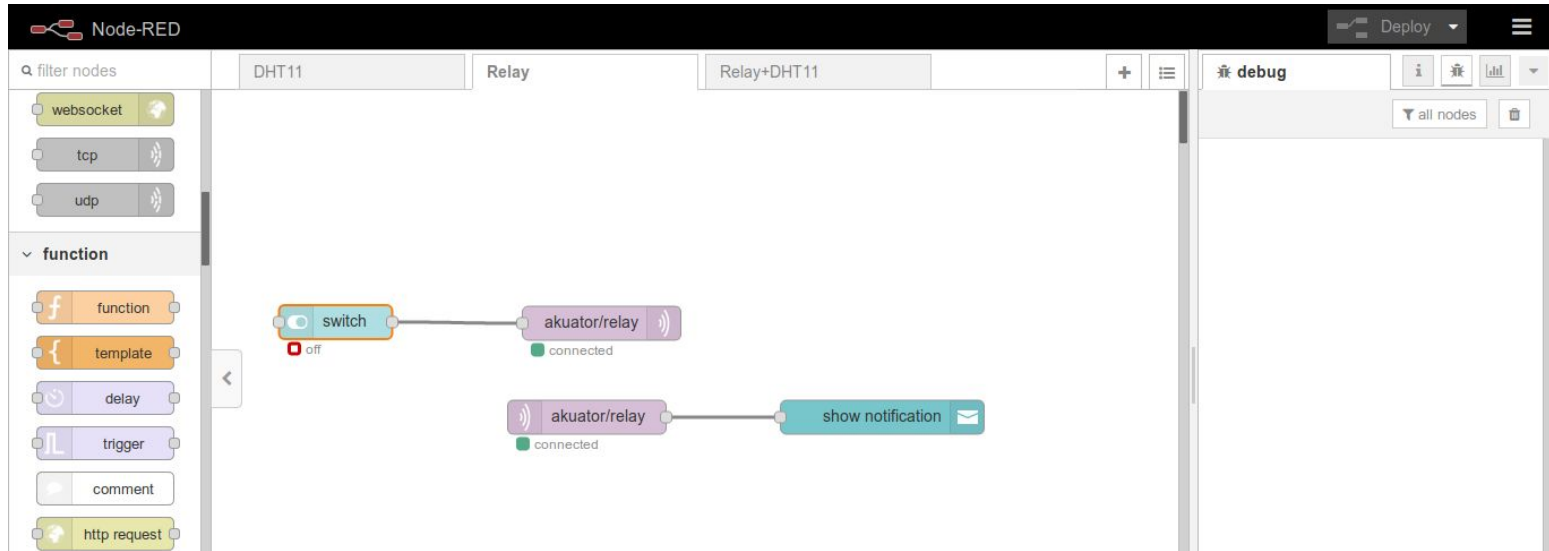 Node-RED
Deploy
filter nodes
DHT11
Relay
Relay+DHT11
debug
i
all nodes
websocket
tcp
udp
function
function
template
delay
trigger
comment
http request
switch
off
akuator/relay
connected
akuator/relay
connected
show notification